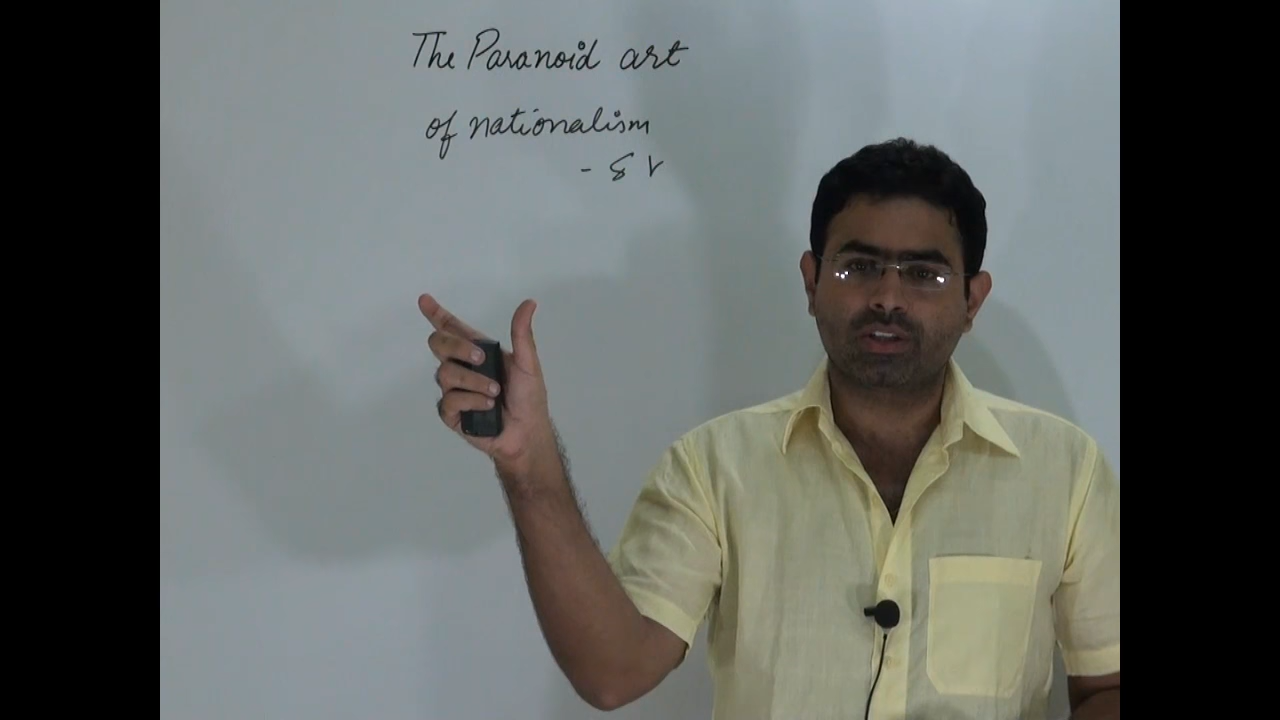 The Paranoid art
of nationalism
- S V